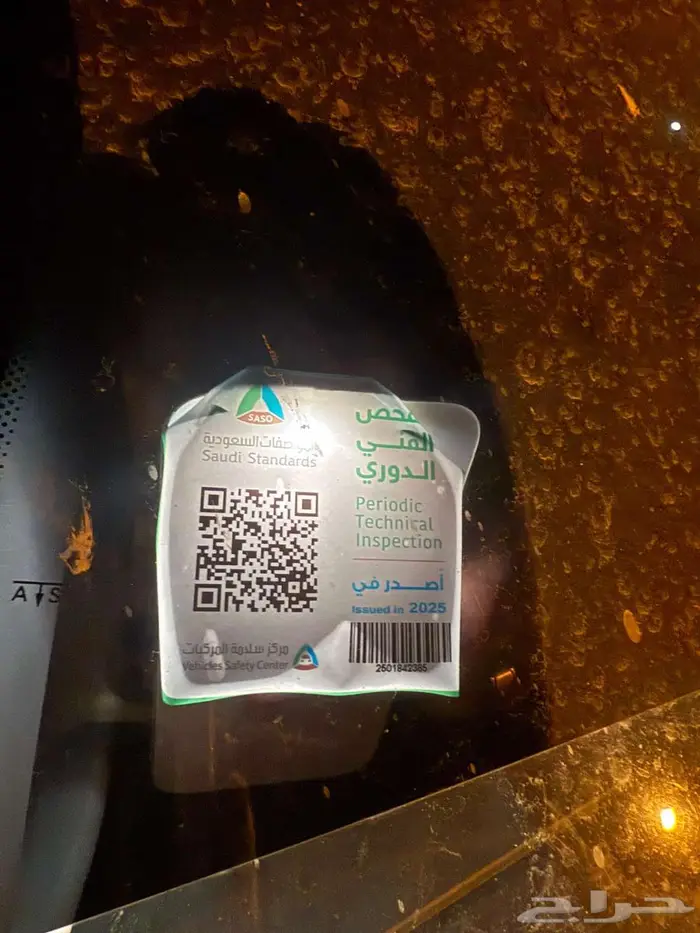 SASO
المواصفات السعودية
Saudi Standards
الفحص
الفني
الدوري
Periodic
Technical
Inspection
أصدر في
Issued in 2025
2501842385
مركز سلامة المركبات
Vehicles Safety Center
A S
حراج